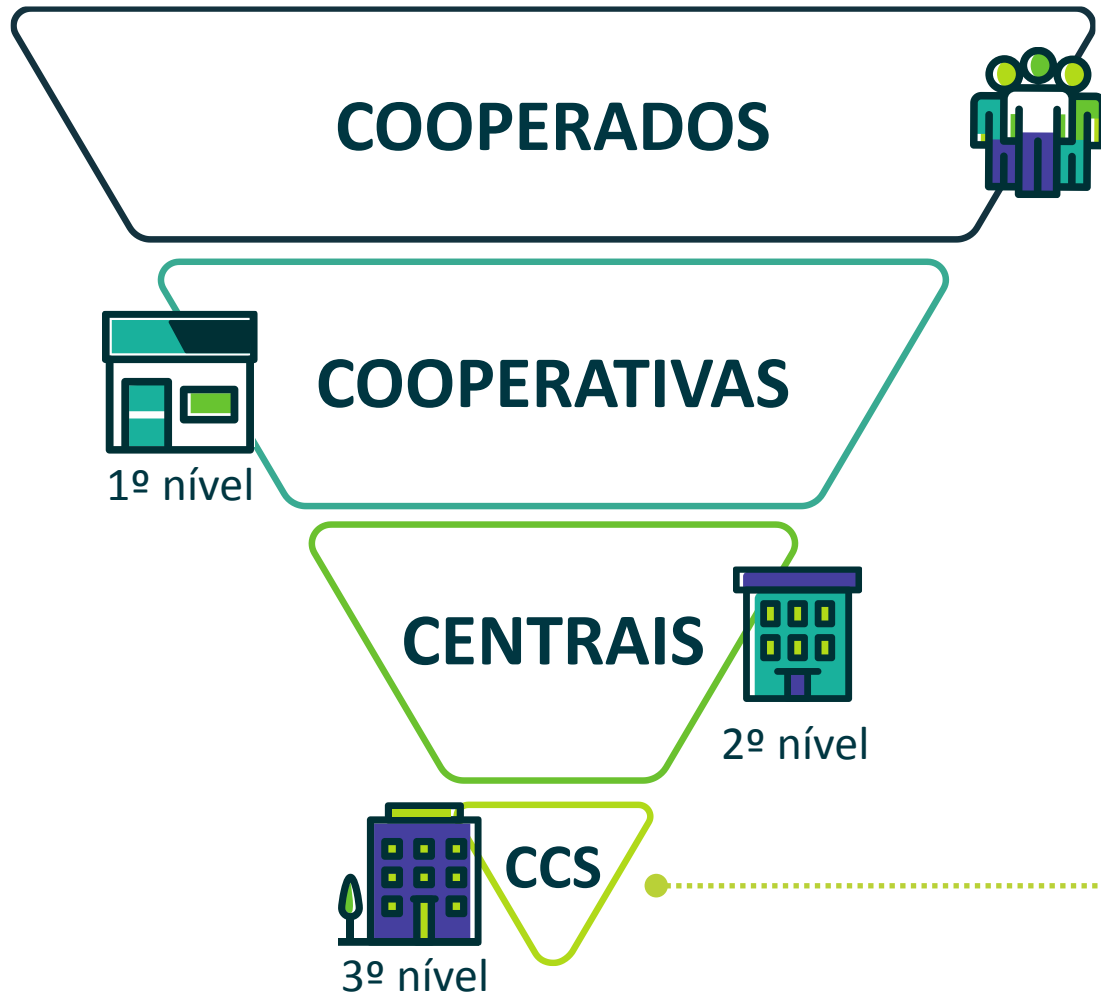 COOPERADOS
COOPERATIVAS
1º nível
CENTRAIS
2º nível
CCS
3º nível